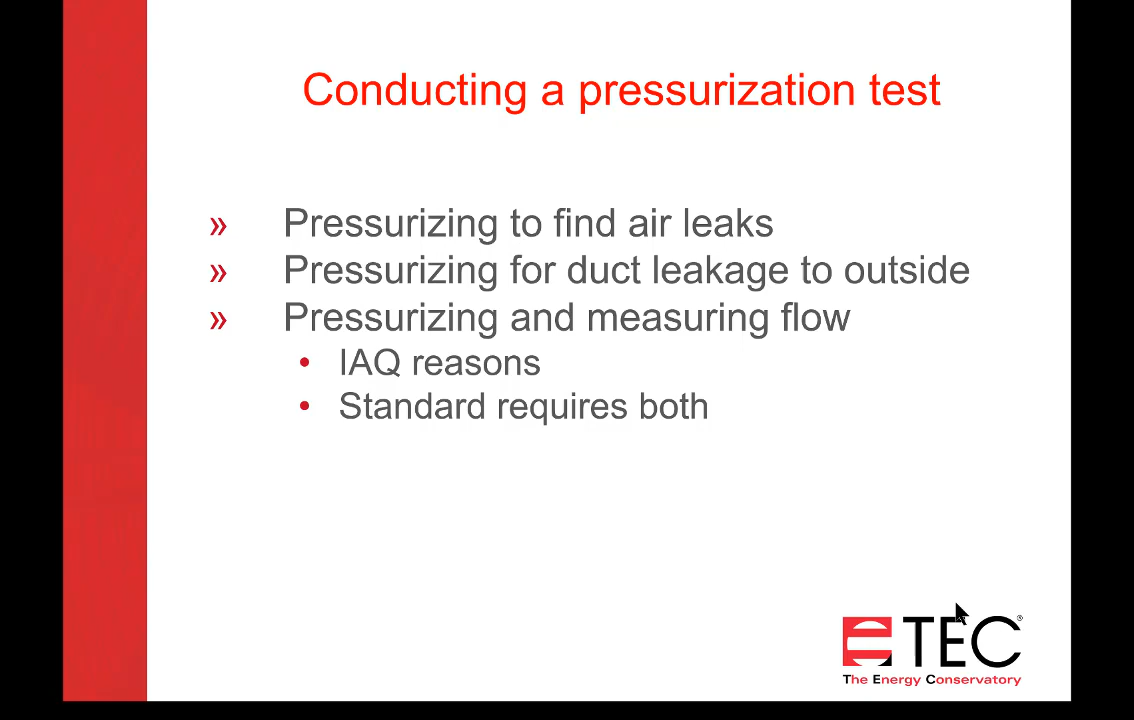 Conducting a pressurization test
» Pressurizing to find air leaks
» Pressurizing for duct leakage to outside
» Pressurizing and measuring flow
• IAQ reasons
• Standard requires both
TEC®
The Energy Conservatory